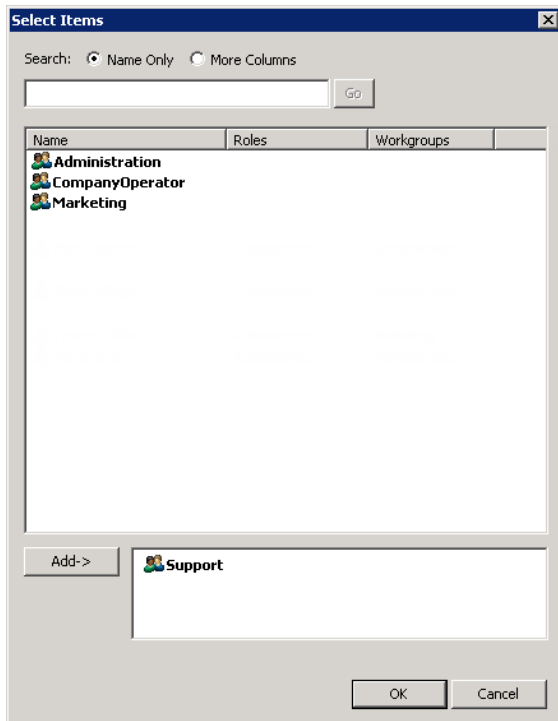 Select Items
Search: Name Only More Columns
Go
Name Roles Workgroups
Administration
CompanyOperator
Marketing
Add-> Support
OK Cancel